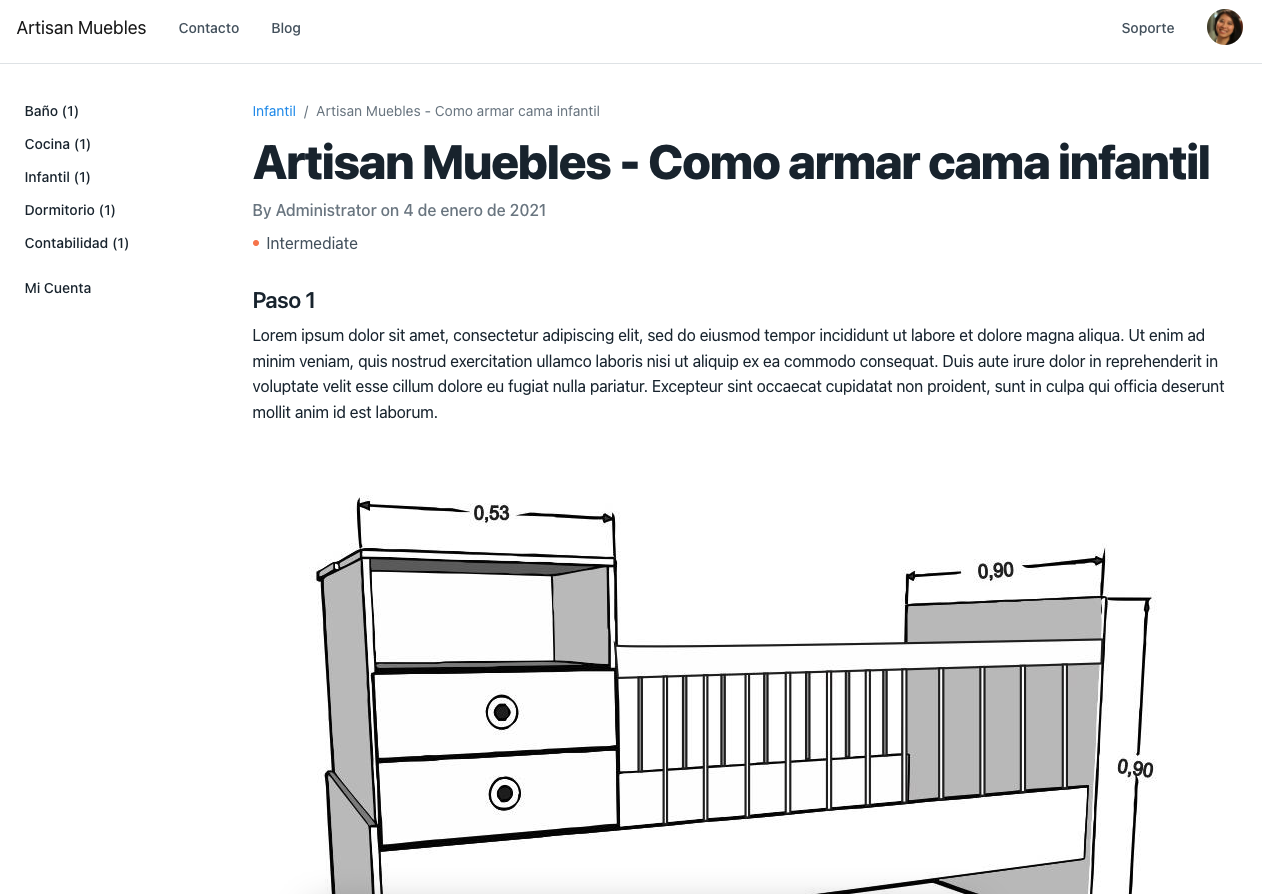 Artisan Muebles Contacto Blog Soporte
Baño (1)
Cocina (1)
Infantil (1)
Dormitorio (1)
Contabilidad (1)
Mi Cuenta
Infantil / Artisan Muebles - Como armar cama infantil
Artisan Muebles - Como armar cama infantil
By Administrator on 4 de enero de 2021
Intermediate
Paso 1
Lorem ipsum dolor sit amet, consectetur adipiscing elit, sed do eiusmod tempor incididunt ut labore et dolore magna aliqua. Ut enim ad
minim veniam, quis nostrud exercitation ullamco laboris nisi ut aliquip ex ea commodo consequat. Duis aute irure dolor in reprehenderit in
voluptate velit esse cillum dolore eu fugiat nulla pariatur. Excepteur sint occaecat cupidatat non proident, sunt in culpa qui officia deserunt
mollit anim id est laborum.
0,53
0,90
0,90